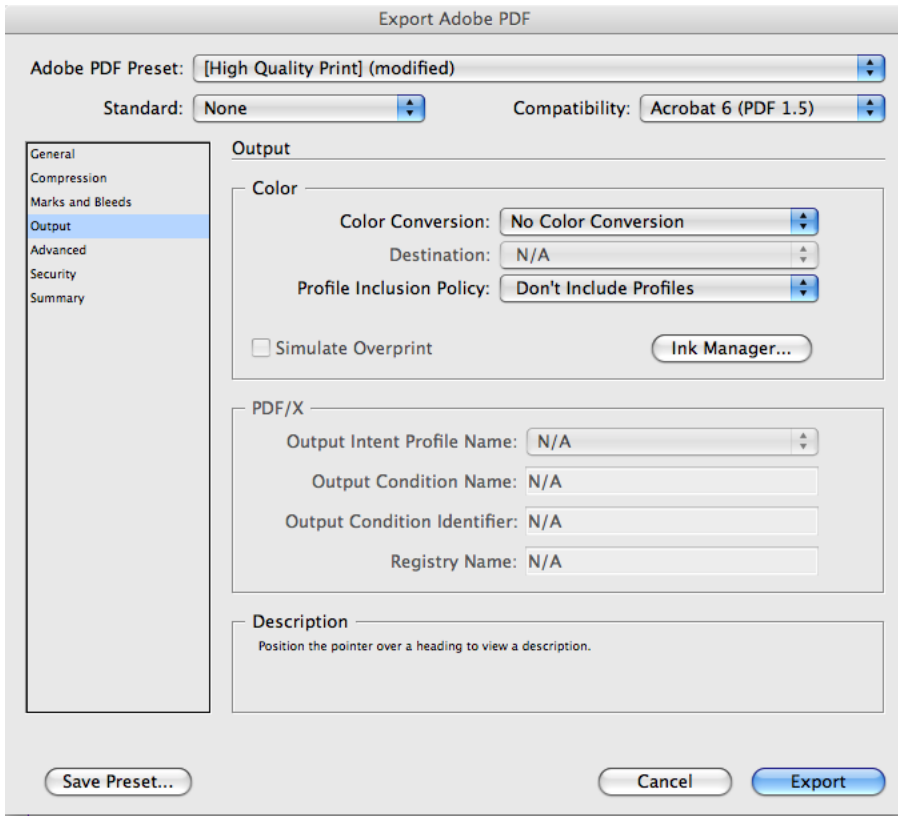 Export Adobe PDF
Adobe PDF Preset: [High Quality Print] (modified)
Standard: None Compatibility: Acrobat 6 (PDF 1.5)
General
Compression
Marks and Bleeds
Output
Advanced
Security
Summary
Output
Color
Color Conversion: No Color Conversion
Destination: N/A
Profile Inclusion Policy: Don't Include Profiles
Simulate Overprint Ink Manager...
PDF/X
Output Intent Profile Name: N/A
Output Condition Name: N/A
Output Condition Identifier: N/A
Registry Name: N/A
Description
Position the pointer over a heading to view a description.
Save Preset... Cancel Export